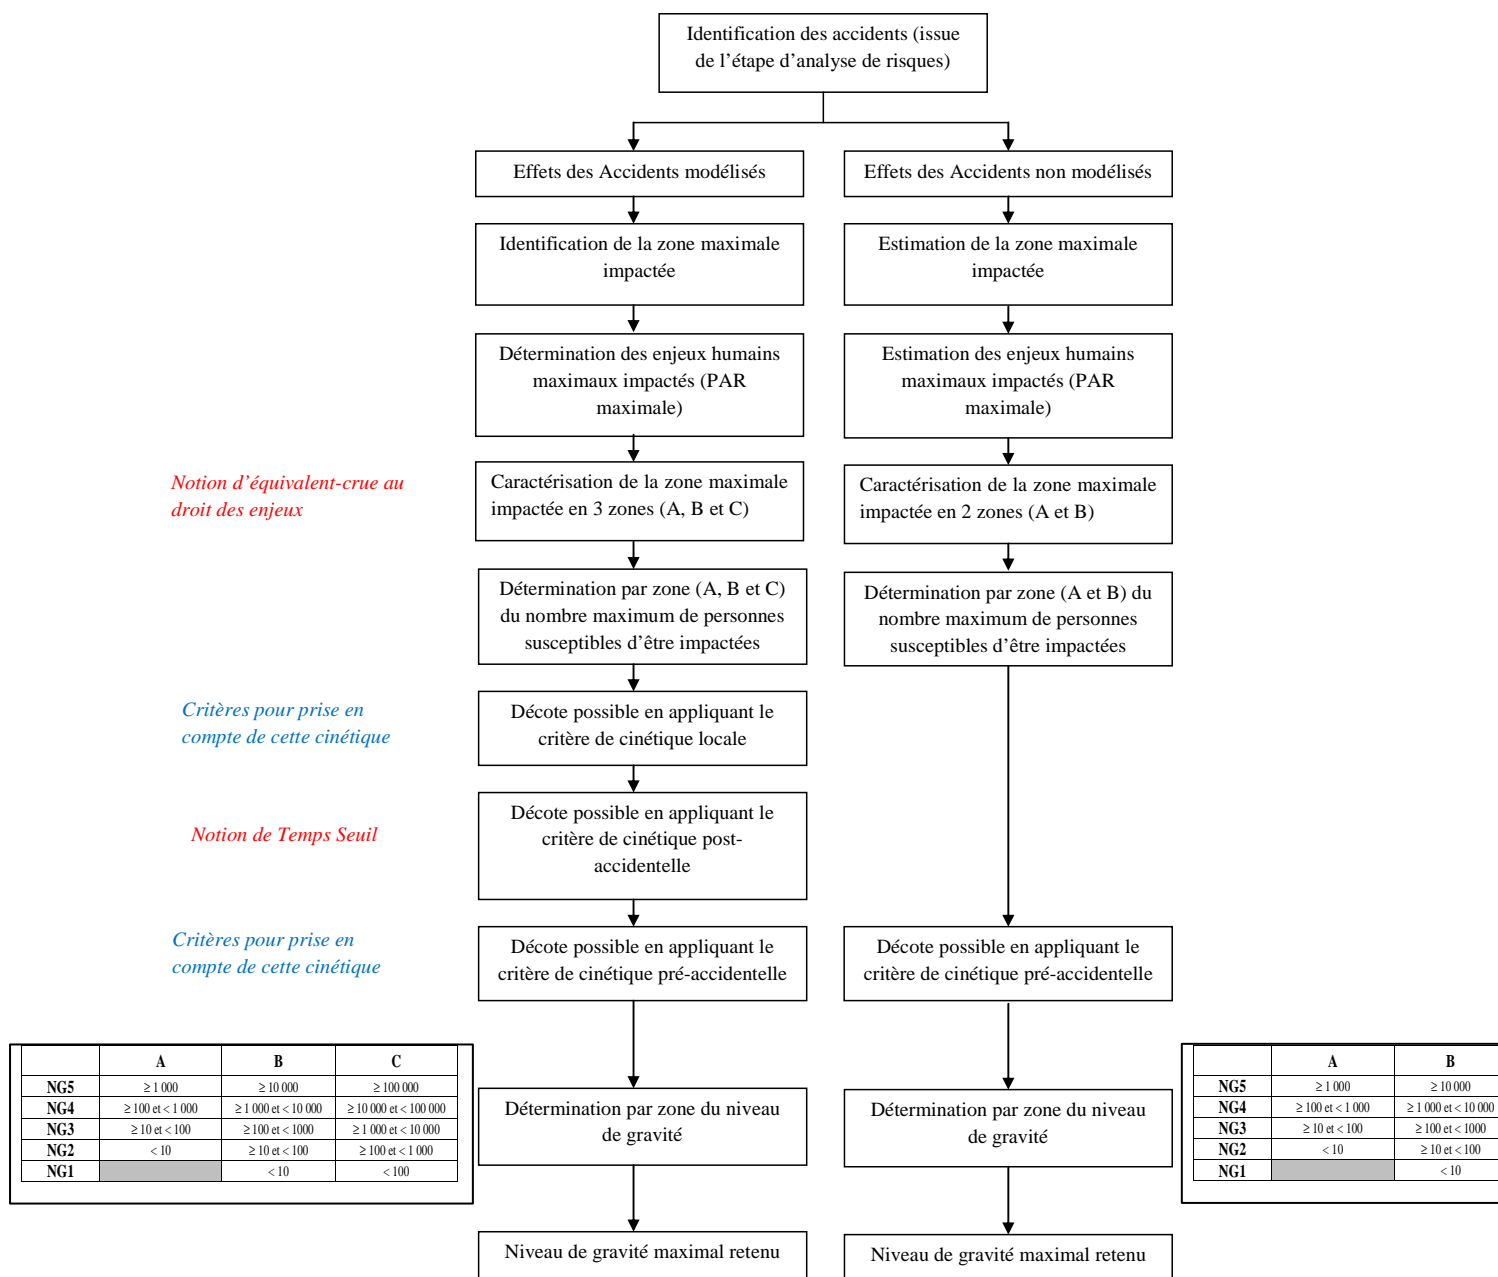 Identification des accidents (issue
de l’étape d’analyse de risques)
Effets des Accidents modélisés
Effets des Accidents non modélisés
Identification de la zone maximale
impactée
Estimation de la zone maximale
impactée
Détermination des enjeux humains
maximaux impactés (PAR
maximale)
Estimation des enjeux humains
maximaux impactés (PAR
maximale)
Notion d’équivalent-crue au
droit des enjeux
Caractérisation de la zone maximale
impactée en 3 zones (A, B et C)
Caractérisation de la zone maximale
impactée en 2 zones (A et B)
Détermination par zone (A, B et C)
du nombre maximum de personnes
susceptibles d’être impactées
Détermination par zone (A et B) du
nombre maximum de personnes
susceptibles d’être impactées
Critères pour prise en
compte de cette cinétique
Décote possible en appliquant le
critère de cinétique locale
Notion de Temps Seuil
Décote possible en appliquant le
critère de cinétique post-
accidentelle
Critères pour prise en
compte de cette cinétique
Décote possible en appliquant le
critère de cinétique pré-accidentelle
Décote possible en appliquant le
critère de cinétique pré-accidentelle
A B C
NG5 ≥ 1 000 ≥ 10 000 ≥ 100 000
NG4 ≥ 100 et < 1 000 ≥ 1 000 et < 10 000 ≥ 10 000 et < 100 000
NG3 ≥ 10 et < 100 ≥ 100 et < 1000 ≥ 1 000 et < 10 000
NG2 < 10 ≥ 10 et < 100 ≥ 100 et < 1 000
NG1 < 10 < 100
Détermination par zone du niveau
de gravité
Détermination par zone du niveau
de gravité
A B
NG5 ≥ 1 000 ≥ 10 000
NG4 ≥ 100 et < 1 000 ≥ 1 000 et < 10 000
NG3 ≥ 10 et < 100 ≥ 100 et < 1000
NG2 < 10 ≥ 10 et < 100
NG1 < 10
Niveau de gravité maximal retenu
Niveau de gravité maximal retenu